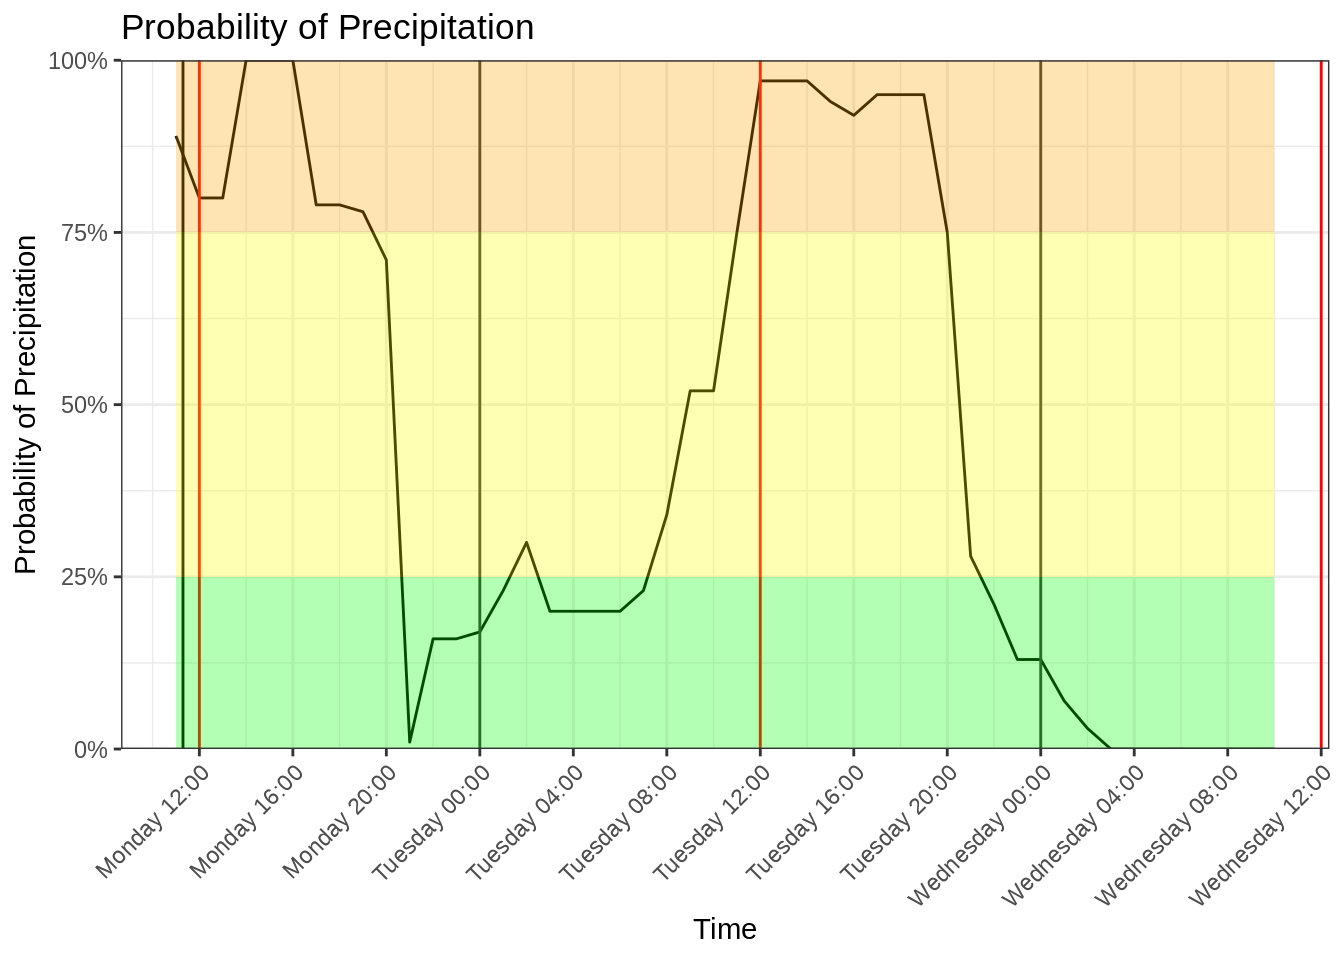 Probability of Precipitation
100%
75%
50%
25%
0%
Probability of Precipitation
Monday 12:00
Monday 16:00
Monday 20:00
Tuesday 00:00
Tuesday 04:00
Tuesday 08:00
Tuesday 12:00
Tuesday 16:00
Tuesday 20:00
Wednesday 00:00
Wednesday 04:00
Wednesday 08:00
Wednesday 12:00
Time